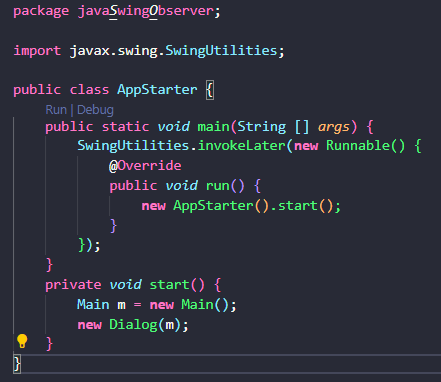 package javaSwingObserver;
import javax.swing.SwingUtilities;
public class AppStarter {
Run | Debug
public static void main(String [] args) {
SwingUtilities.invokeLater(new Runnable() {
@Override
public void run() {
new AppStarter().start();
}
});
}
private void start() {
Main m = new Main();
new Dialog(m);
}
}